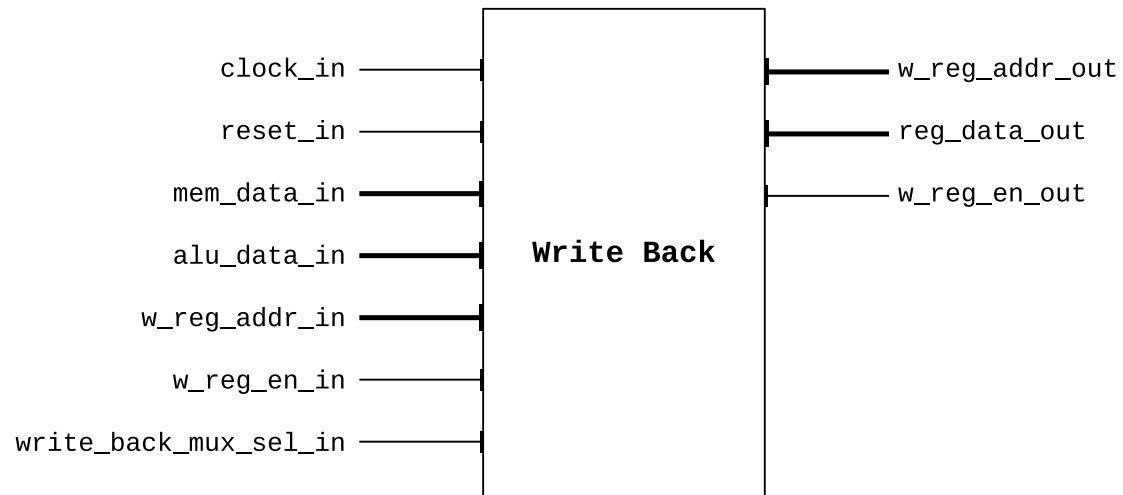 clock_in
reset_in
mem_data_in
alu_data_in
w_reg_addr_in
w_reg_en_in
write_back_mux_sel_in
Write Back
w_reg_addr_out
reg_data_out
w_reg_en_out